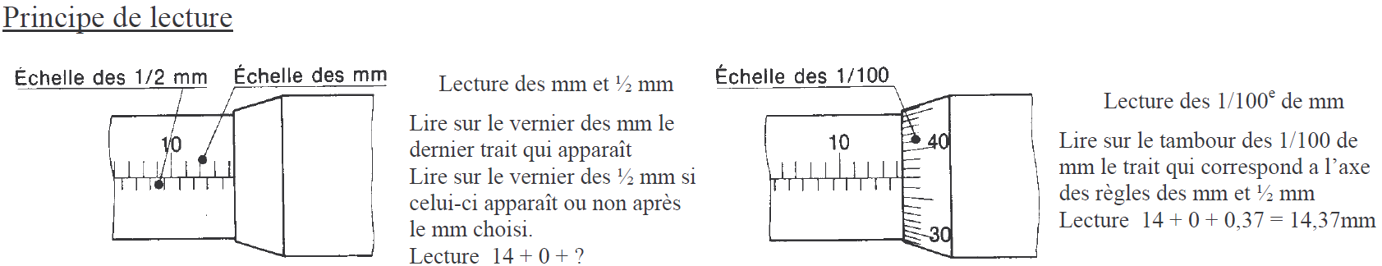 Principe de lecture
Échelle des 1/2 mm
Échelle des mm
10
Lecture des mm et ½ mm
Lire sur le vernier des mm le
dernier trait qui apparaît
Lire sur le vernier des ½ mm si
celui-ci apparaît ou non après
le mm choisi.
Lecture  14 + 0 + ?
Échelle des 1/100
10
40
30
Lecture des 1/100e de mm
Lire sur le tambour des 1/100 de
mm le trait qui correspond a l’axe
des règles des mm et ½ mm
Lecture  14 + 0 + 0,37 = 14,37mm